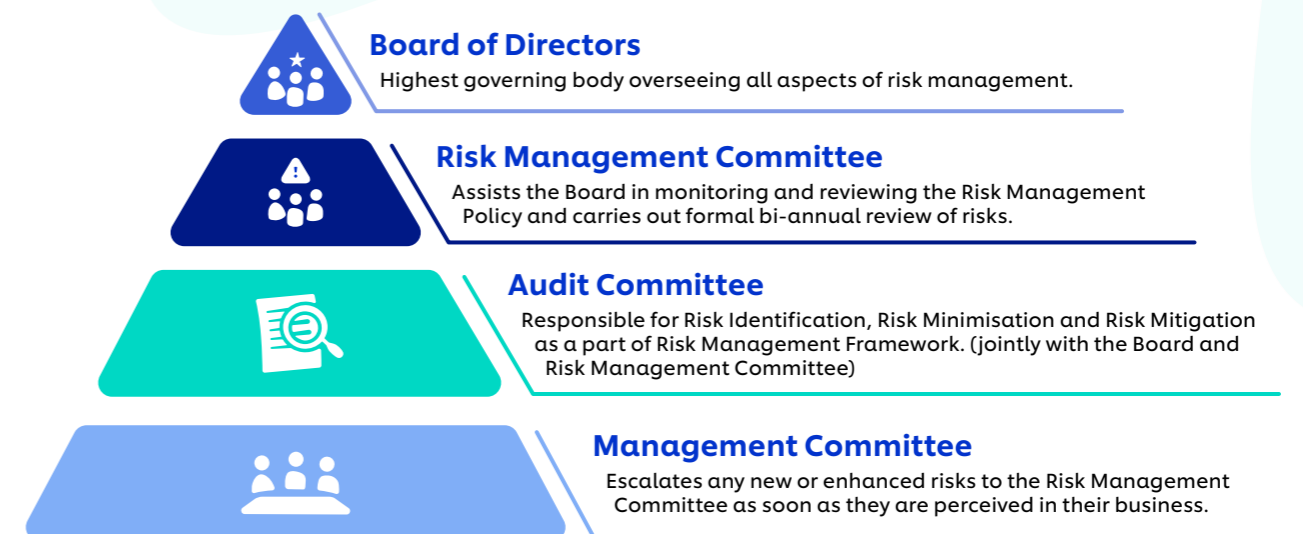 Board of Directors
Highest governing body overseeing all aspects of risk management.
Risk Management Committee
Assists the Board in monitoring and reviewing the Risk Management
Policy and carries out formal bi-annual review of risks.
Audit Committee
Responsible for Risk Identification, Risk Minimisation and Risk Mitigation
as a part of Risk Management Framework. (jointly with the Board and
Risk Management Committee)
Management Committee
Escalates any new or enhanced risks to the Risk Management
Committee as soon as they are perceived in their business.